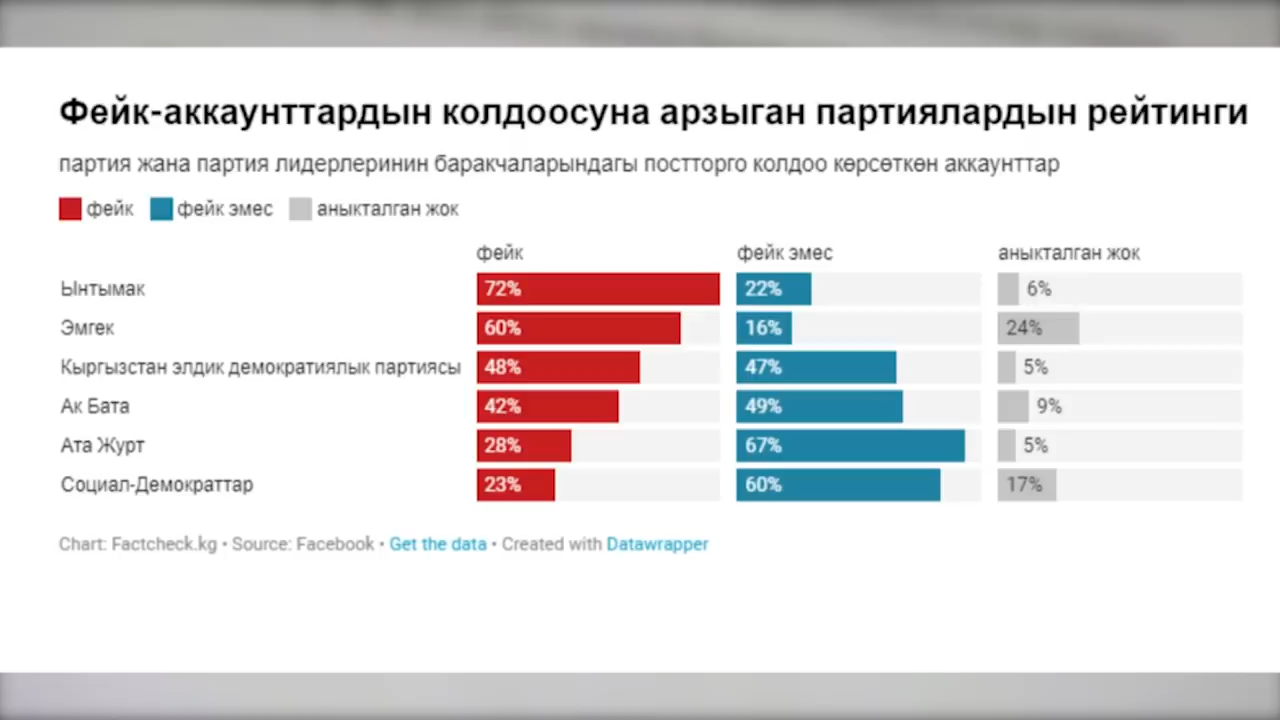 Фейк-аккаунттардын колдоосуна арзыган партиялардын рейтинги
партия жана партия лидерлеринин баракчаларындагы постторго колдоо көрсөткөн аккаунттар
фейк фейк эмес аныкталган жок
фейк фейк эмес аныкталган жок
Ынтымак 72% 22% 6%
Эмгек 60% 16% 24%
Кыргызстан элдик демократиялык партиясы 48% 47% 5%
Ак Бата 42% 49% 9%
Ата Журт 28% 67% 5%
Социал-Демократтар 23% 60% 17%
Chart: Factcheck.kg • Source: Facebook • Get the data • Created with Datawrapper